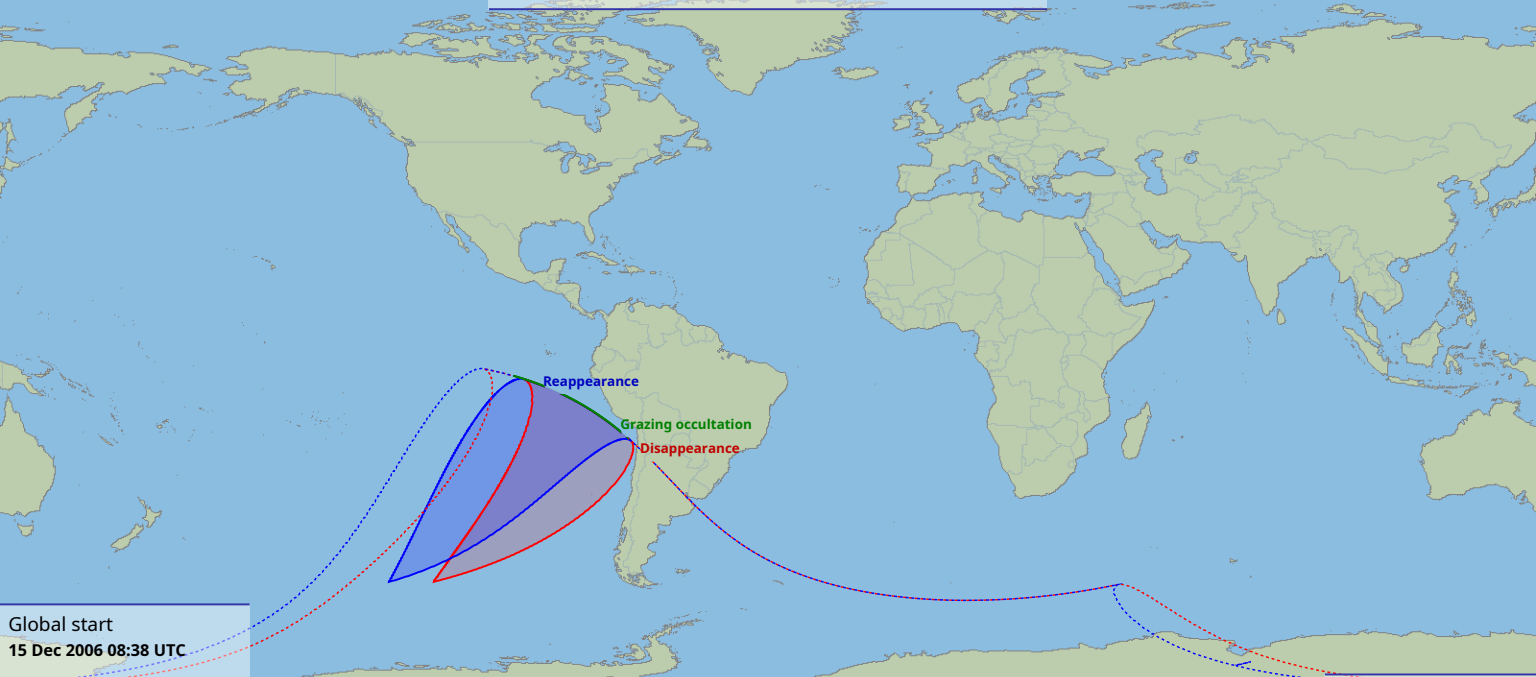 Reappearance
Grazing occultation
Disappearance
Global start
15 Dec 2006 08:38 UTC